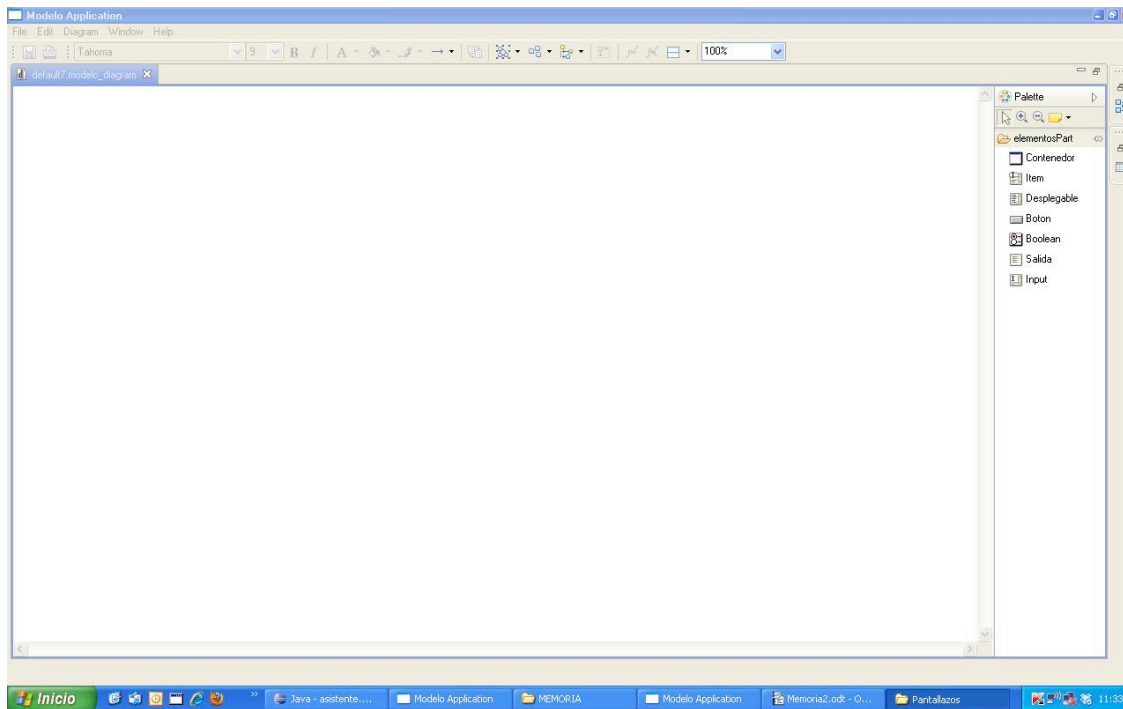 Modelo Application
File Edit Diagram Window Help
Tahoma 9 B I A 100%
default7.modelo_diagram
Palette
elementosPart
Contenedor
Item
Desplegable
Boton
Boolean
Salida
Input
Inicio Java - asistente.... Modelo Application MEMORIA Modelo Application Memoria2.odt - O... Pantallazos 11:33